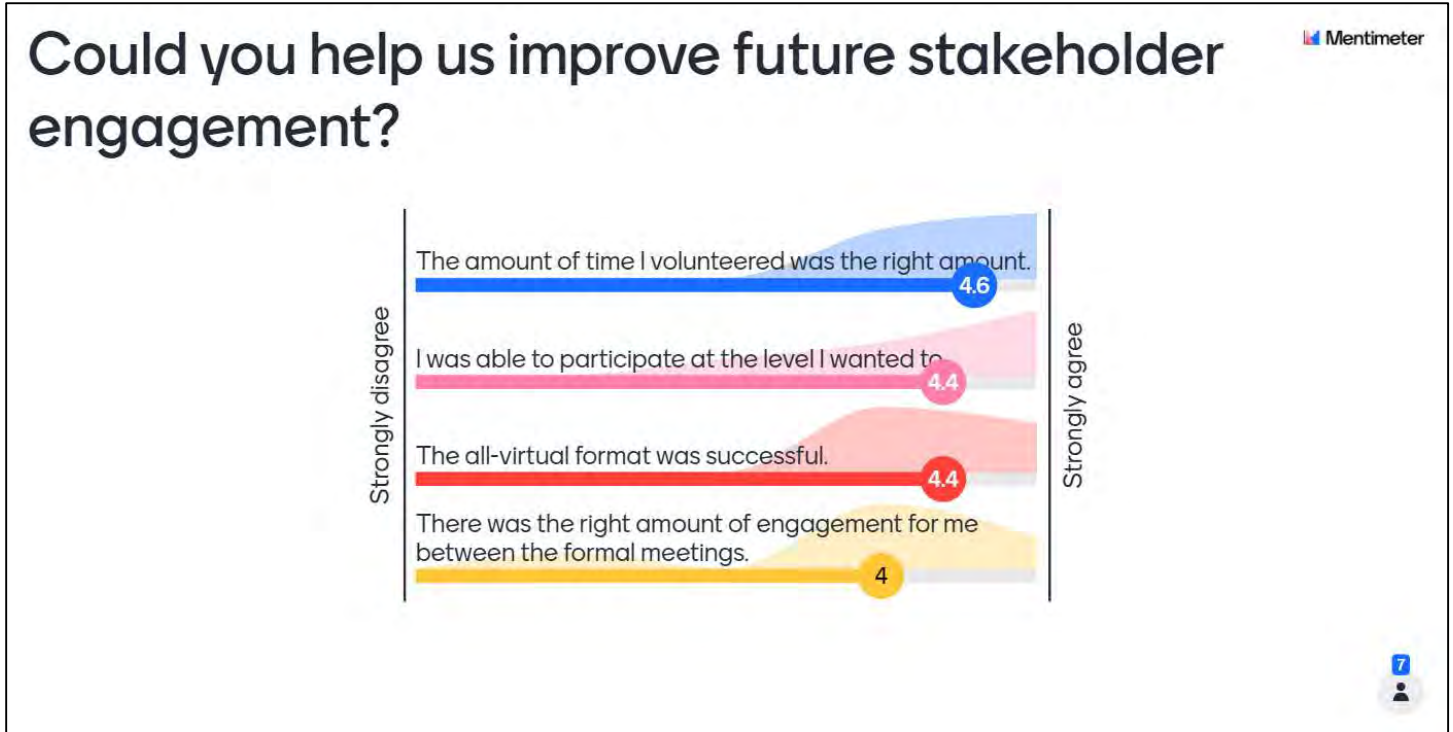 Could you help us improve future stakeholder
engagement?
Mentimeter
Strongly disagree
The amount of time I volunteered was the right amount.
4.6
I was able to participate at the level I wanted to.
4.4
The all-virtual format was successful.
4.4
There was the right amount of engagement for me
between the formal meetings.
4
Strongly agree
7